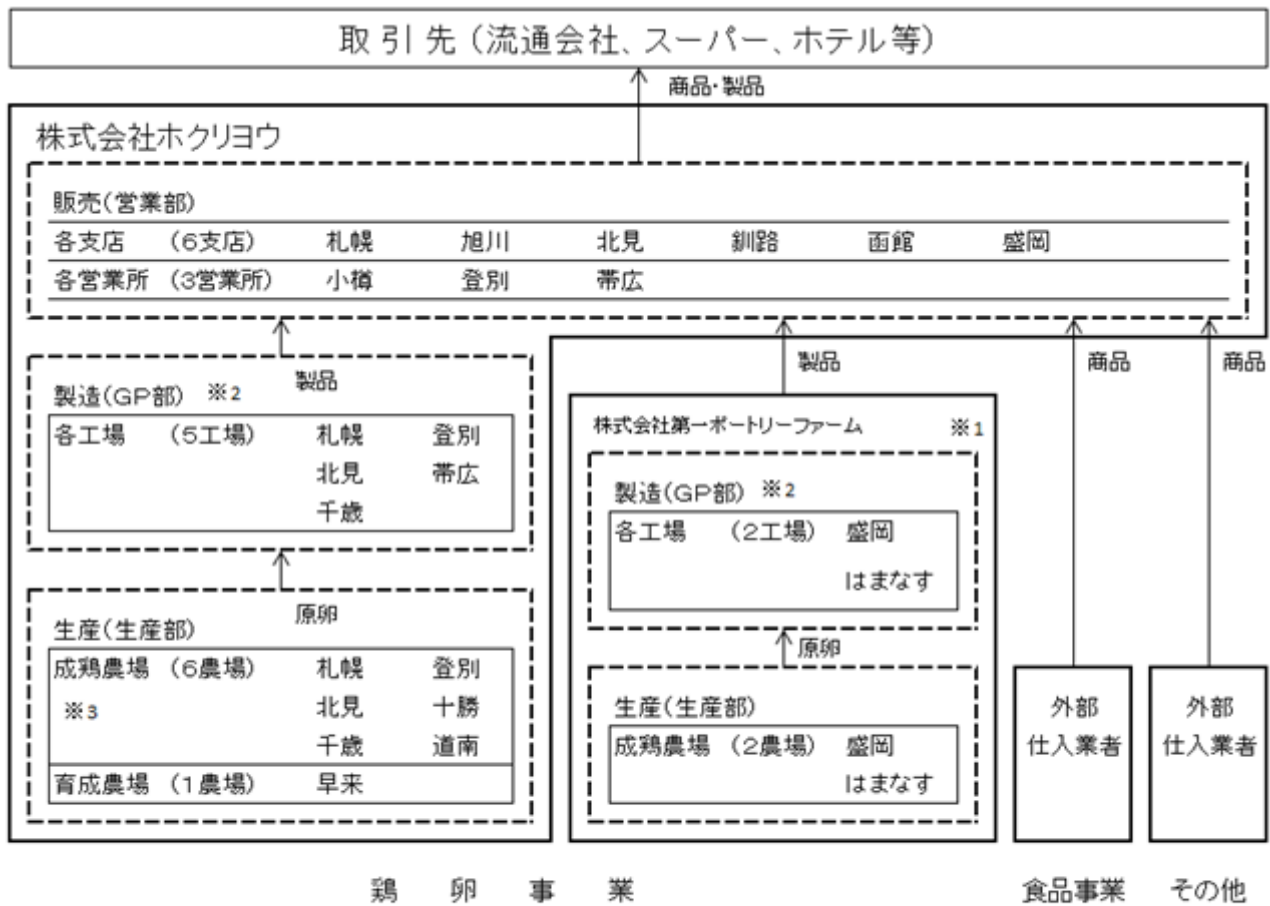 取引先（流通会社、スーパー、ホテル等）
商品・製品
株式会社ホクリヨウ
販売（営業部）
各支店 （6支店） 札幌 旭川 北見 釧路 函館 盛岡
各営業所 （3営業所） 小樽 登別 帯広
製品
製造（GP部） ※2
各工場 （5工場） 札幌 登別
北見 帯広
千歳
原卵
生産（生産部）
成鶏農場 （6農場） 札幌 登別
※3 北見 十勝
千歳 道南
育成農場 （1農場） 早来
製品
株式会社第一ポートリーファーム ※1
製造（GP部） ※2
各工場 （2工場） 盛岡
はまなす
原卵
生産（生産部）
成鶏農場 （2農場） 盛岡
はまなす
商品
外部
仕入業者
商品
外部
仕入業者
鶏卵事業 食品事業 その他